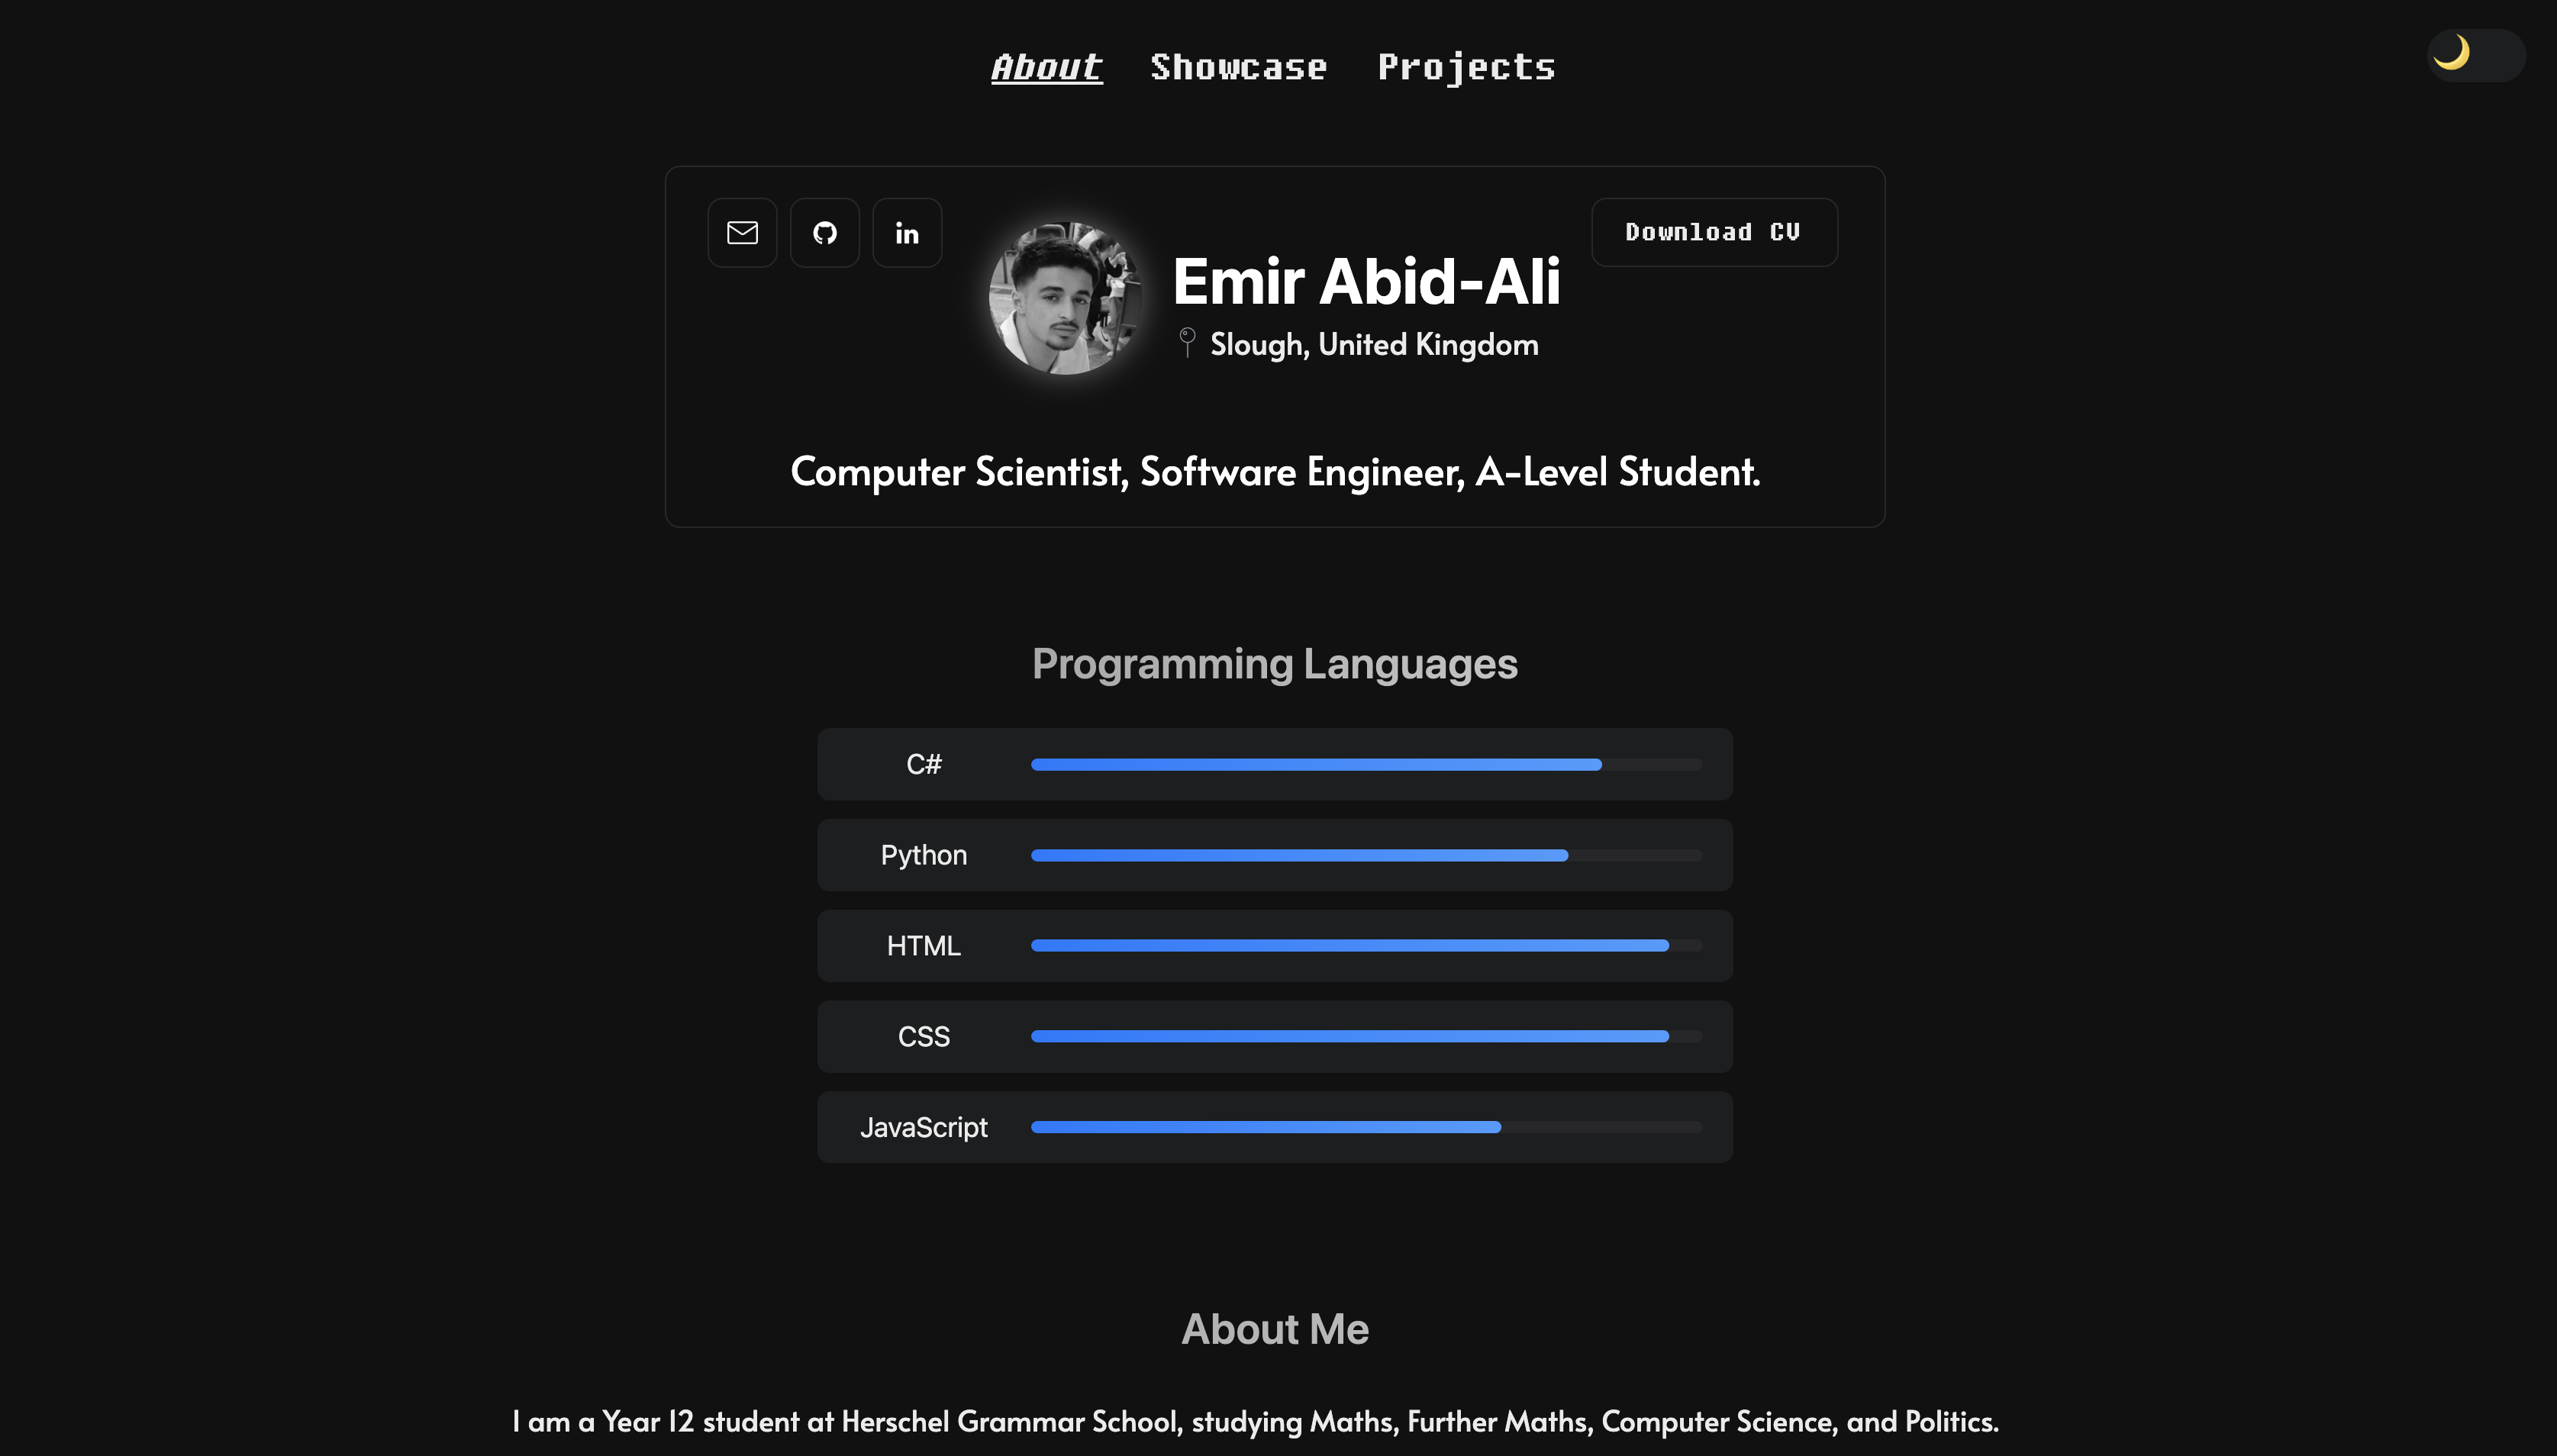 About Showcase Projects
in
Download CV
Emir Abid-Ali
Slough, United Kingdom
Computer Scientist, Software Engineer, A-Level Student.
Programming Languages
C#
Python
HTML
CSS
JavaScript
About Me
I am a Year 12 student at Herschel Grammar School, studying Maths, Further Maths, Computer Science, and Politics.